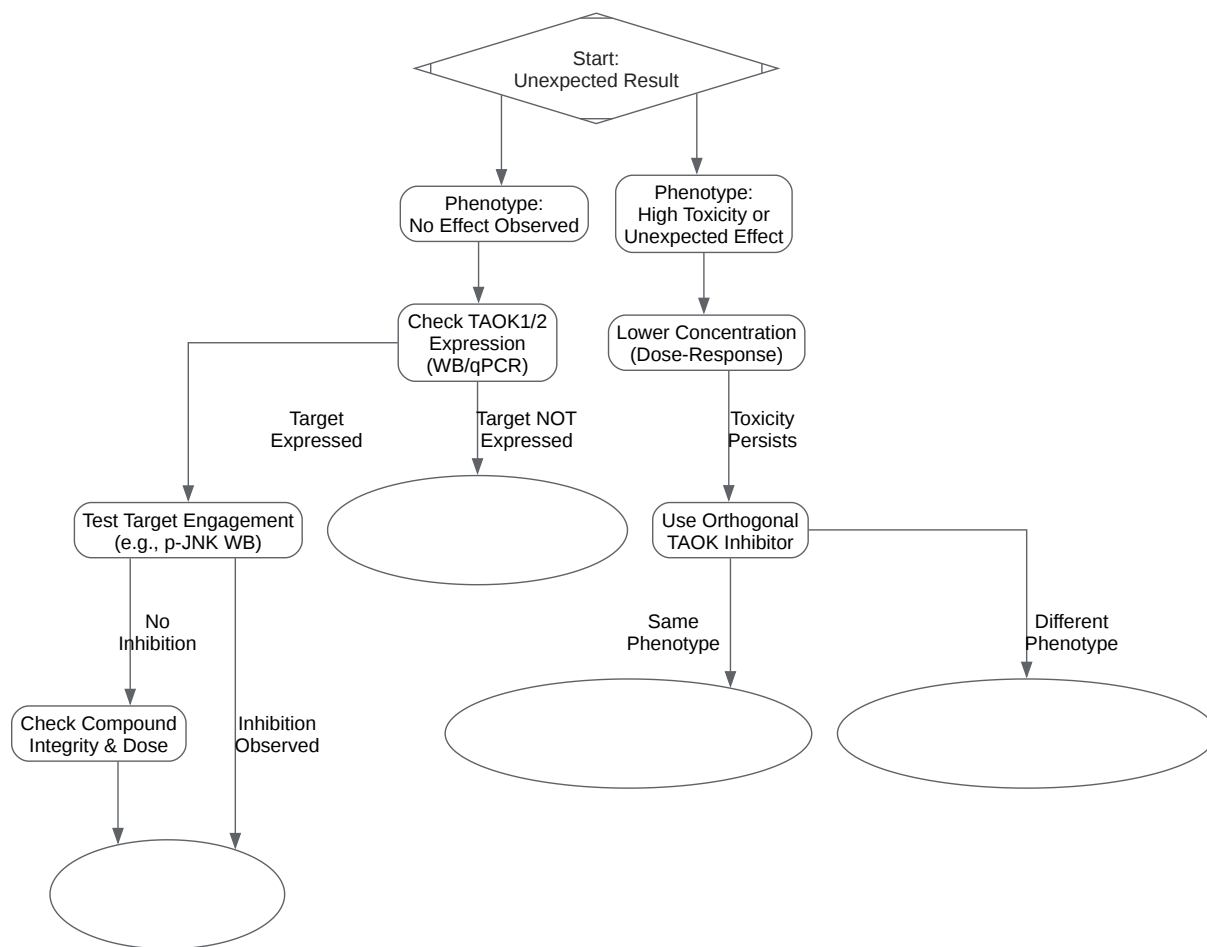 Start:
Unexpected Result
Phenotype:
No Effect Observed
Phenotype:
High Toxicity or
Unexpected Effect
Check TAOK1/2
Expression
(WB/qPCR)
Lower Concentration
(Dose-Response)
Target
Expressed
Target NOT
Expressed
Toxicity
Persists
Test Target Engagement
(e.g., p-JNK WB)
Use Orthogonal
TAOK Inhibitor
No
Inhibition
Same
Phenotype
Different
Phenotype
Check Compound
Integrity & Dose
Inhibition
Observed